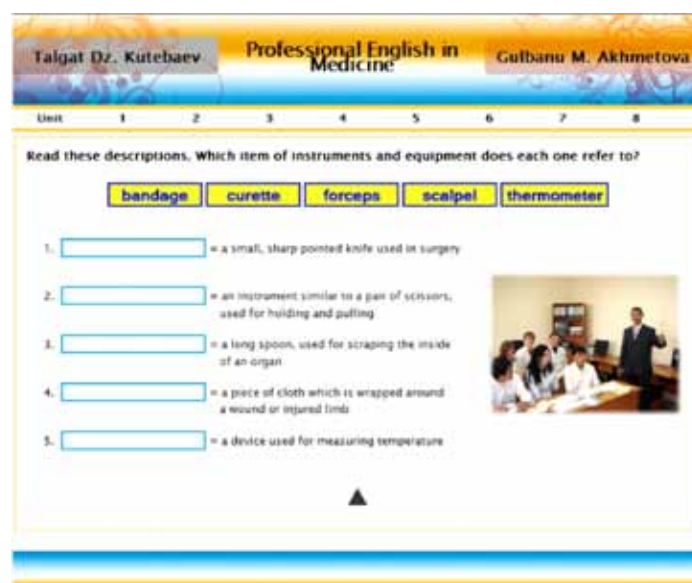 Talgat Dz. Kutebaev
Professional English in
Medicine
Gulbanu M. Akhmetova
Unit 1 2 3 4 5 6 7 8
Read these descriptions. Which item of instruments and equipment does each one refer to?
bandage curette forceps scalpel thermometer
1. = a small, sharp pointed knife used in surgery
2. = an instrument similar to a pair of scissors,
used for holding and pulling
3. = a long spoon, used for scraping the inside
of an organ
4. = a piece of cloth which is wrapped around
a wound or injured limb
5. = a device used for measuring temperature